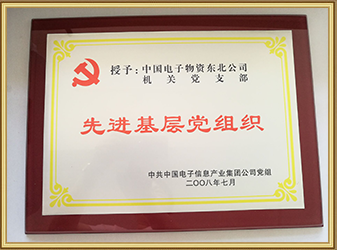 授予：中国电子物资东北公司
机关党支部
先进基层党组织
中共中国电子信息产业集团公司党组
二〇〇八年七月